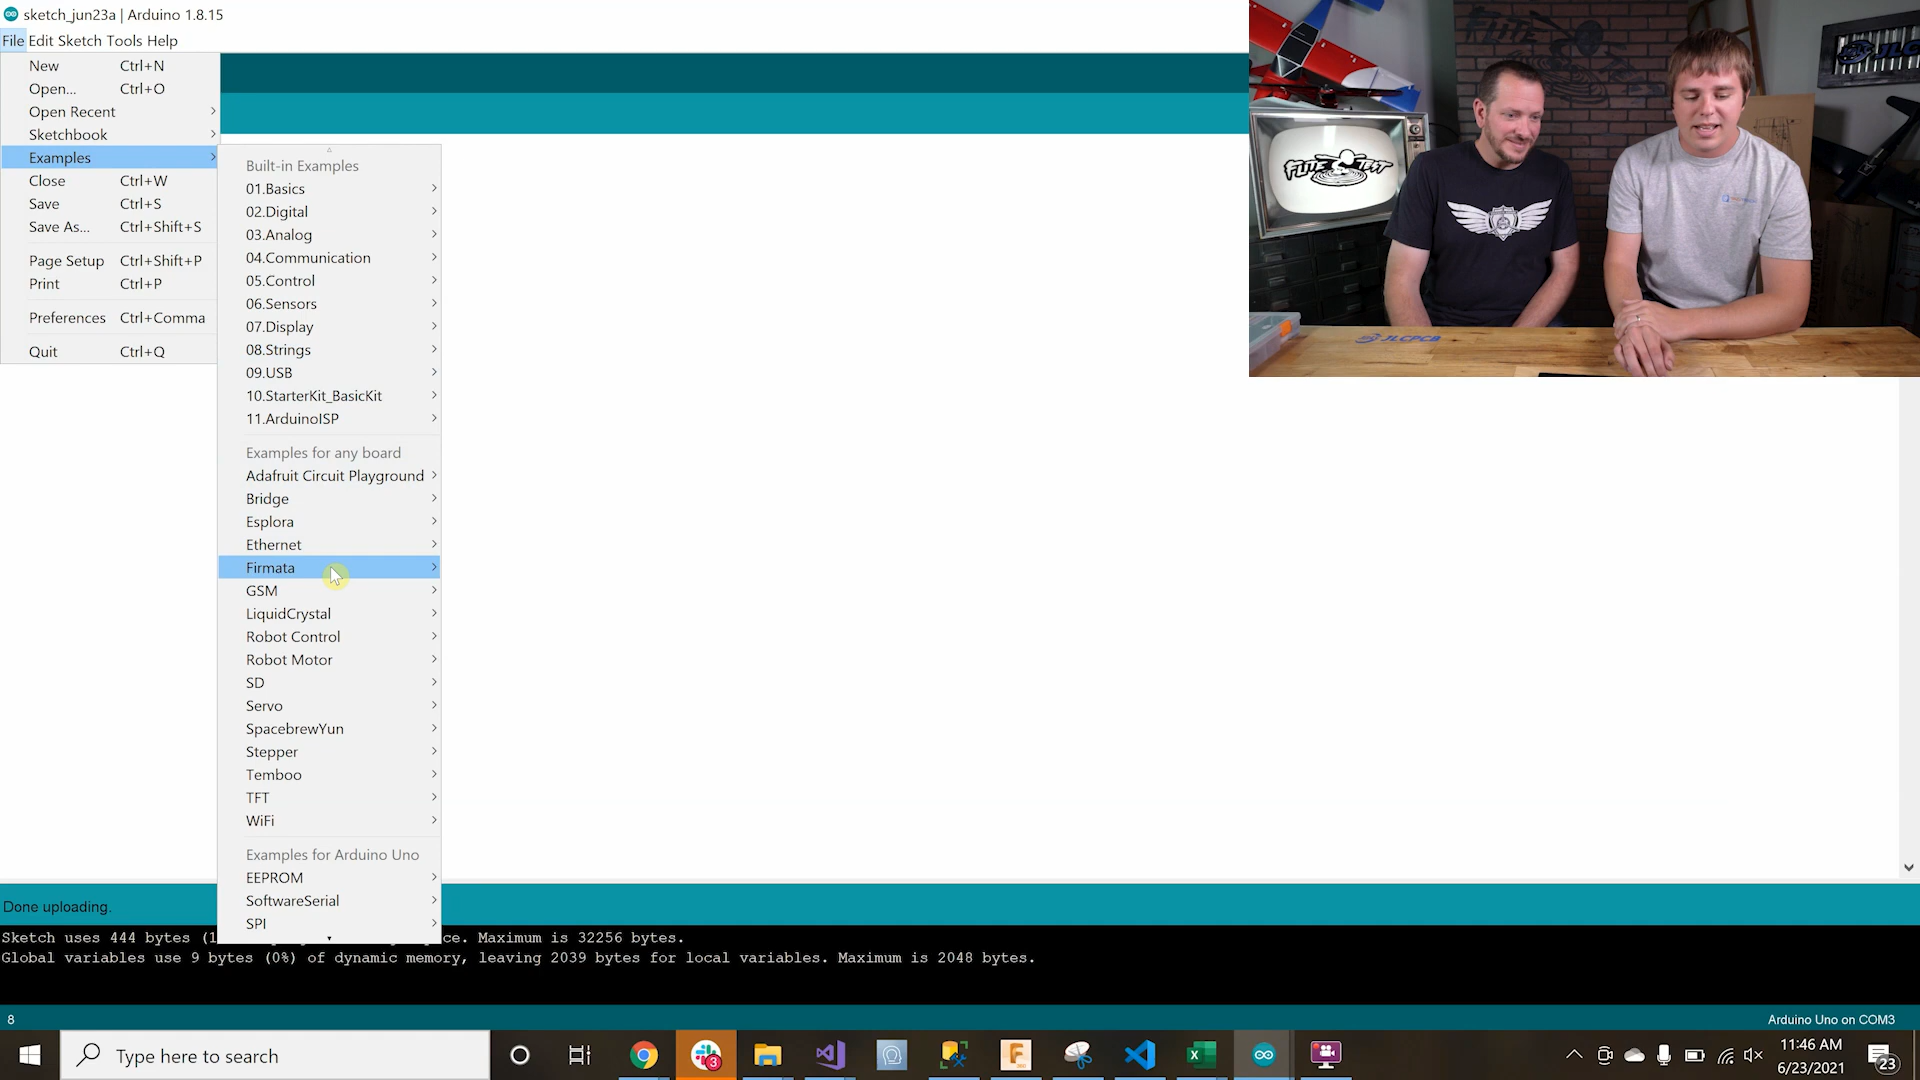 sketch_jun23a | Arduino 1.8.15
File Edit Sketch Tools Help
New Ctrl+N
Open... Ctrl+O
Open Recent
Sketchbook
Examples
Close Ctrl+W
Save Ctrl+S
Save As... Ctrl+Shift+S
Page Setup Ctrl+Shift+P
Print Ctrl+P
Preferences Ctrl+Comma
Quit Ctrl+Q
Built-in Examples
01.Basics
02.Digital
03.Analog
04.Communication
05.Control
06.Sensors
07.Display
08.Strings
09.USB
10.StarterKit_BasicKit
11.ArduinoISP
Examples for any board
Adafruit Circuit Playground
Bridge
Esplora
Ethernet
Firmata
GSM
LiquidCrystal
Robot Control
Robot Motor
SD
Servo
SpacebrewYun
Stepper
Temboo
TFT
WiFi
Examples for Arduino Uno
EEPROM
SoftwareSerial
SPI
FLITE TEST
JLCPCB
JLC
Done uploading.
Sketch uses 444 bytes (1 ce. Maximum is 32256 bytes.
Global variables use 9 bytes (0%) of dynamic memory, leaving 2039 bytes for local variables. Maximum is 2048 bytes.
8
Arduino Uno on COM3
Type here to search
3
11:46 AM
6/23/2021
23